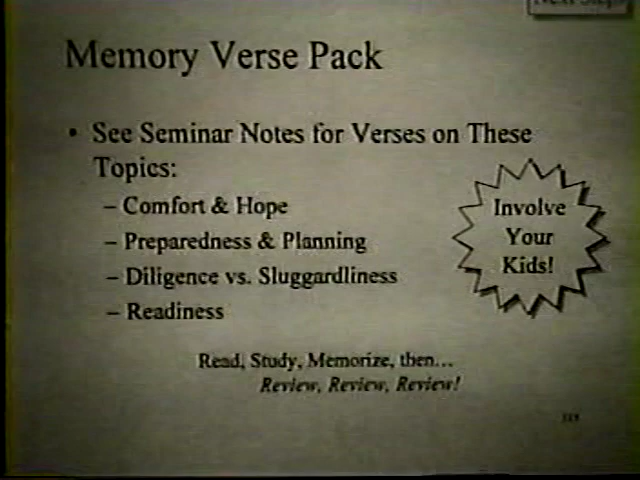 Memory Verse Pack
• See Seminar Notes for Verses on These
Topics:
– Comfort & Hope
– Preparedness & Planning
– Diligence vs. Sluggardliness
– Readiness
Involve
Your
Kids!
Read, Study, Memorize, then...
Review, Review, Review!